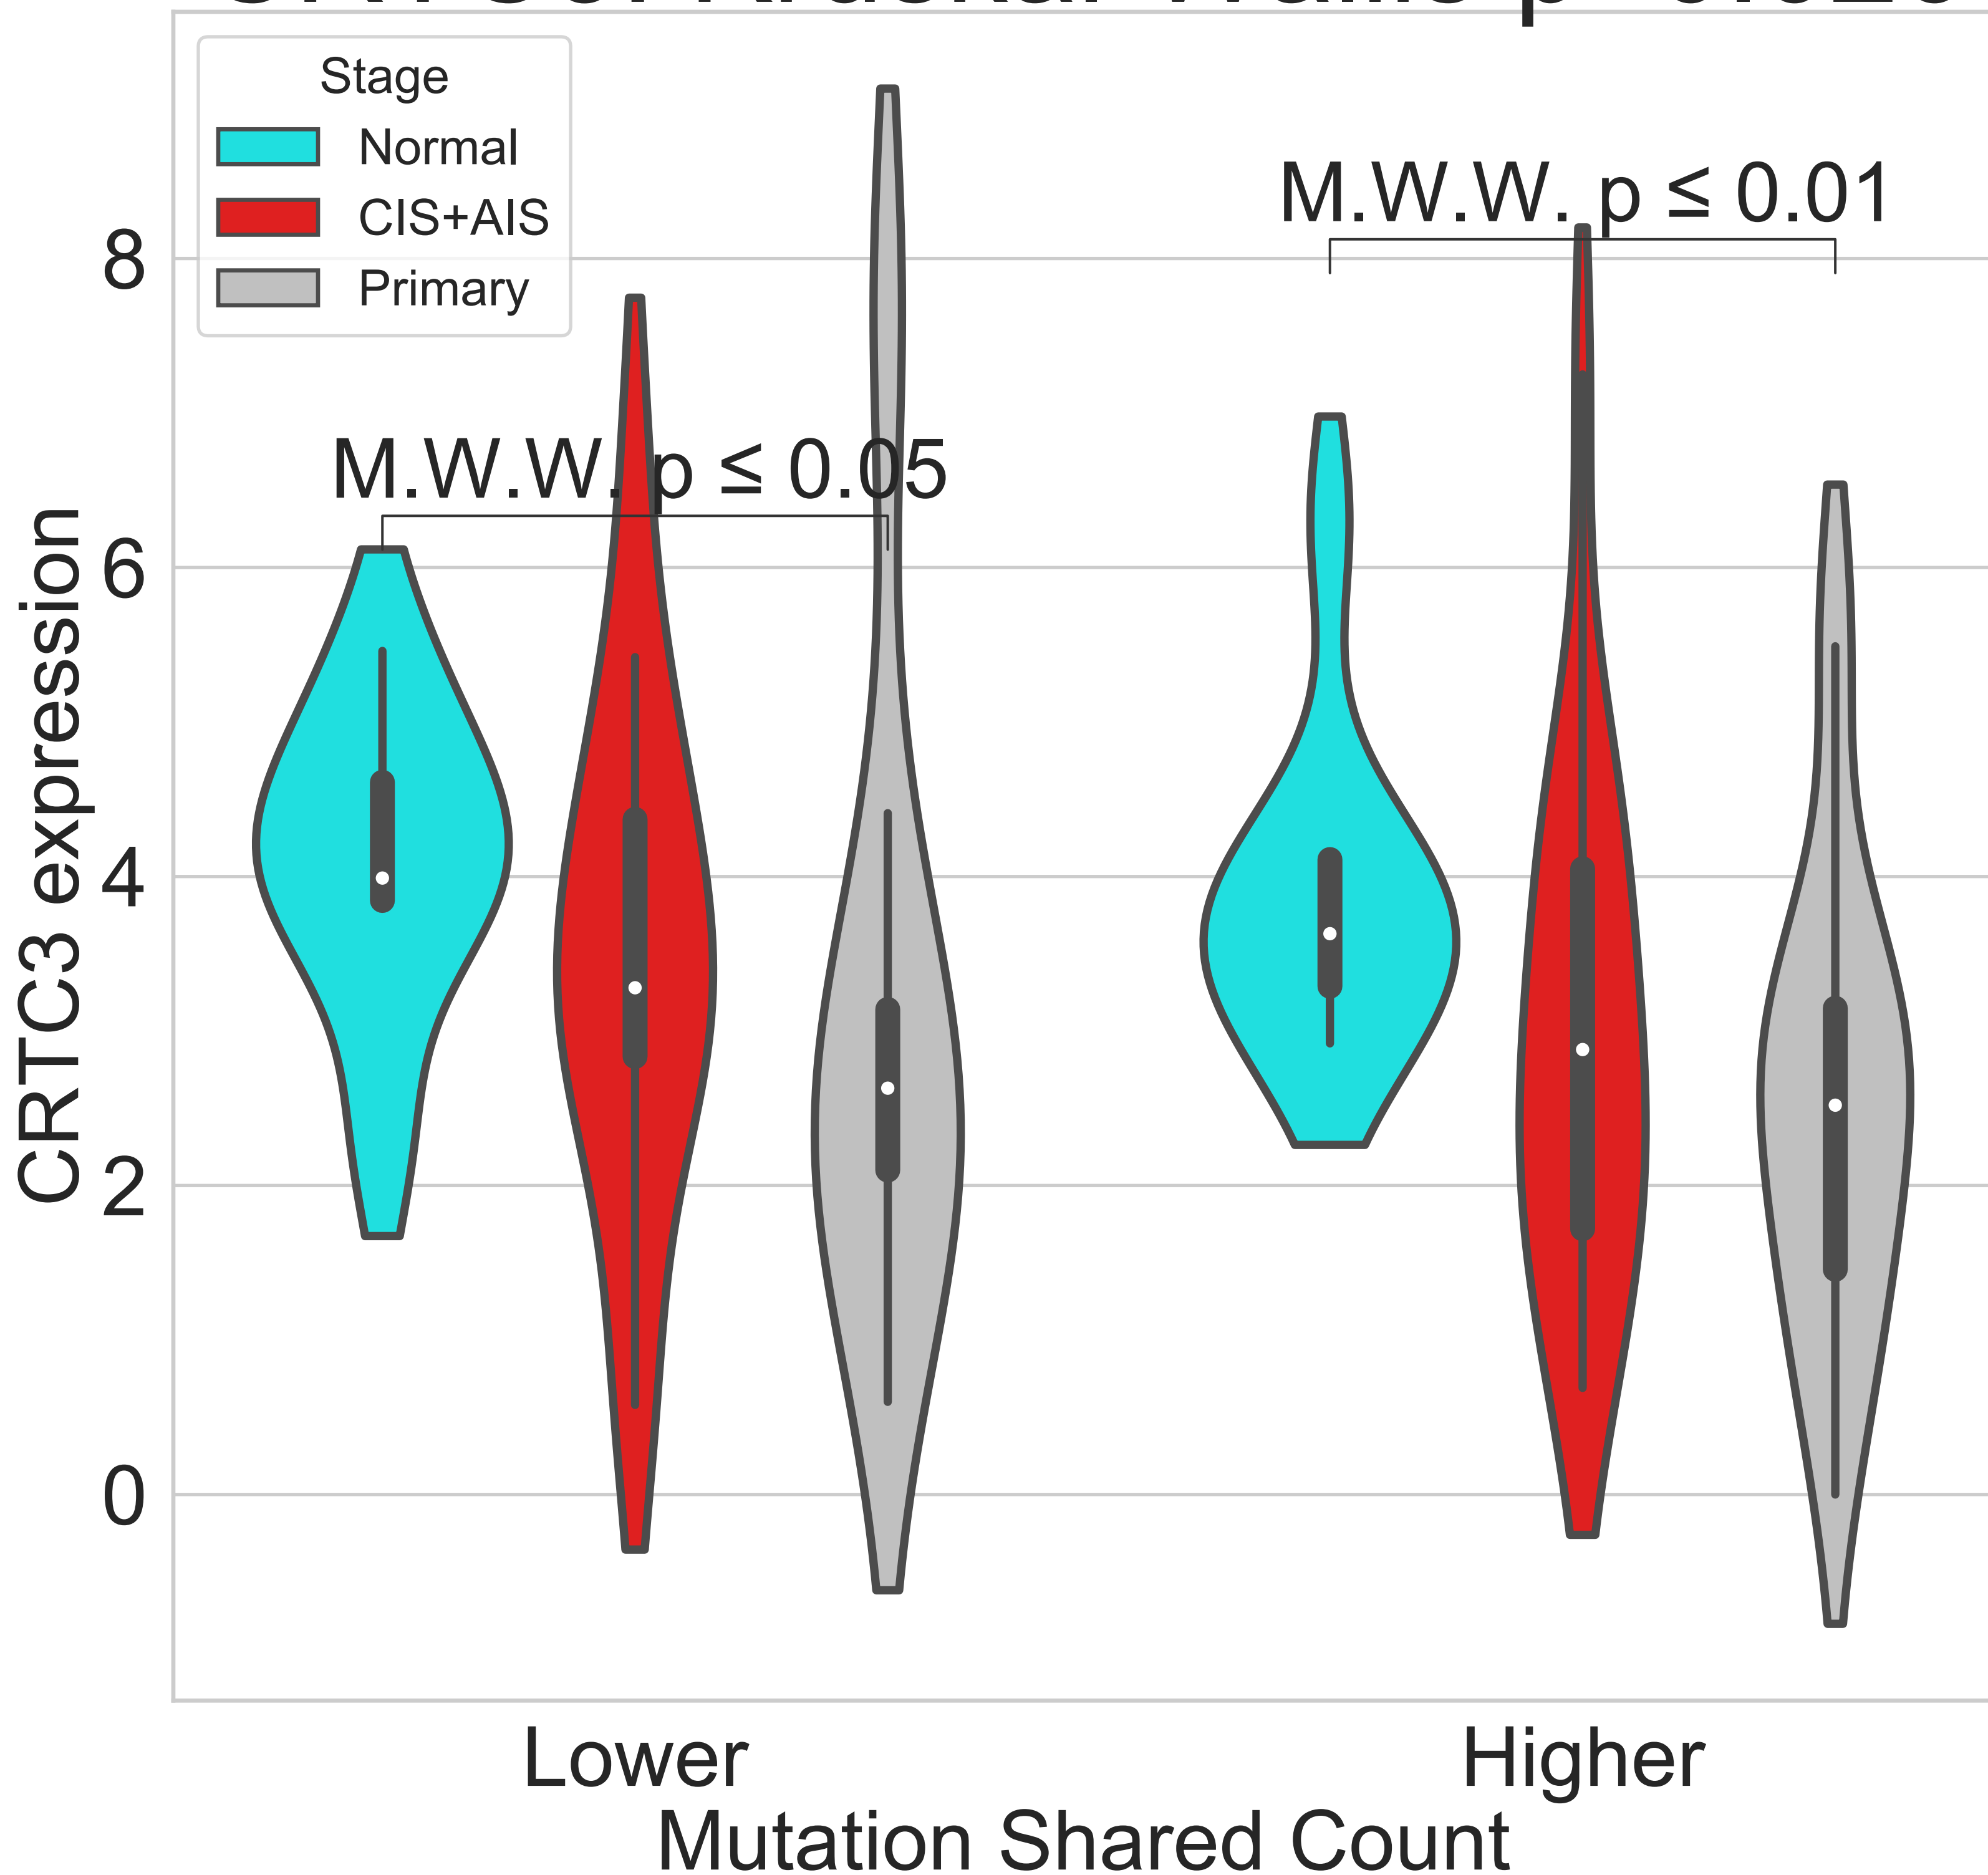 Stage
Normal
CIS+AIS
Primary
M.W.W. p ≤ 0.01
M.W.W. p ≤ 0.05
CRTC3 expression
8
6
4
2
0
Lower
Higher
Mutation Shared Count